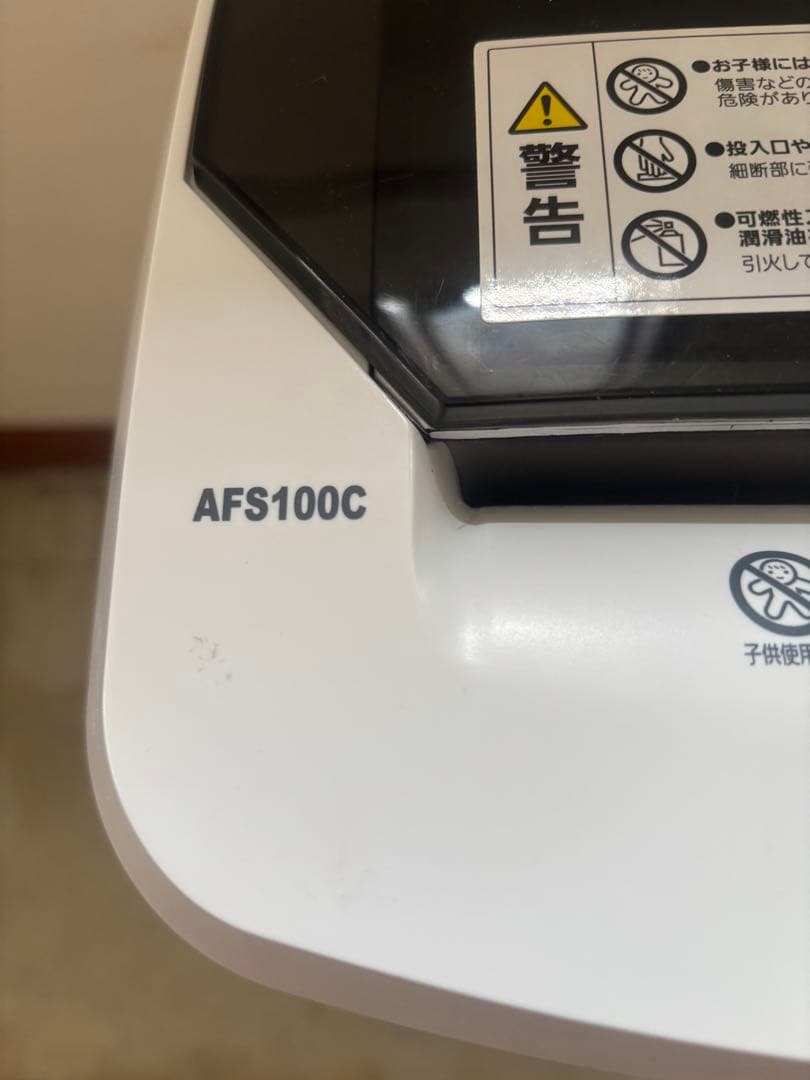 警告
●お子様には
傷害などの
危険があり
●投入口や
細断部に
●可燃性
潤滑油
引火して
AFS100C
子供使用